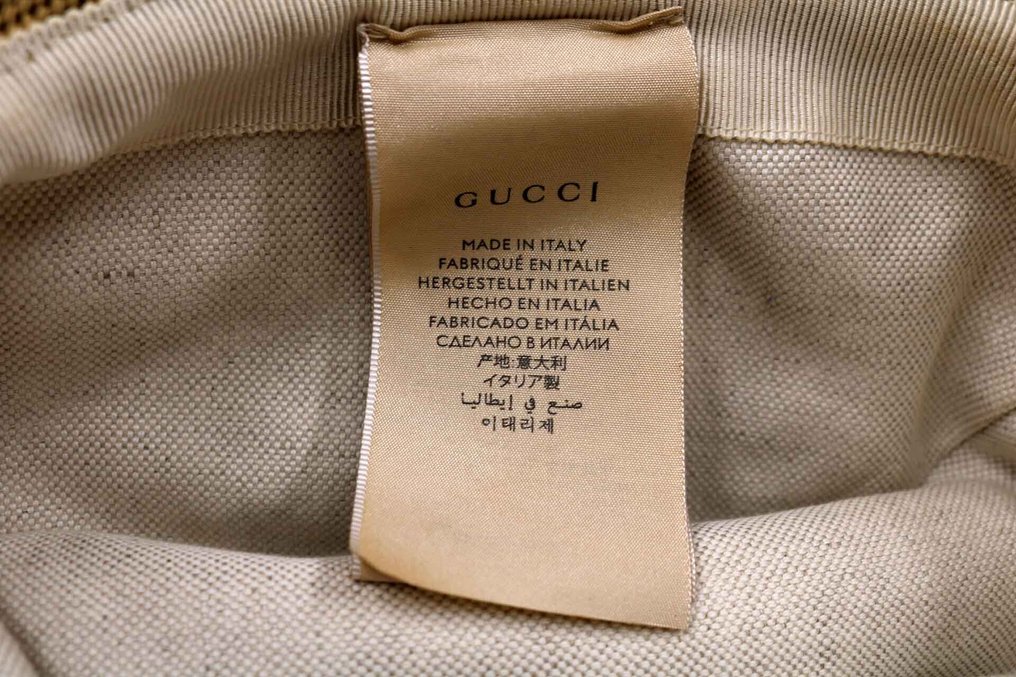 GUCCI
MADE IN ITALY
FABRIQUÉ EN ITALIE
HERGESTELLT IN ITALIEN
HECHO EN ITALIA
FABRICADO EM ITÁLIA
СДЕЛАНО В ИТАЛИИ
产地:意大利
イタリア製
صنع في إيطاليا
이태리제